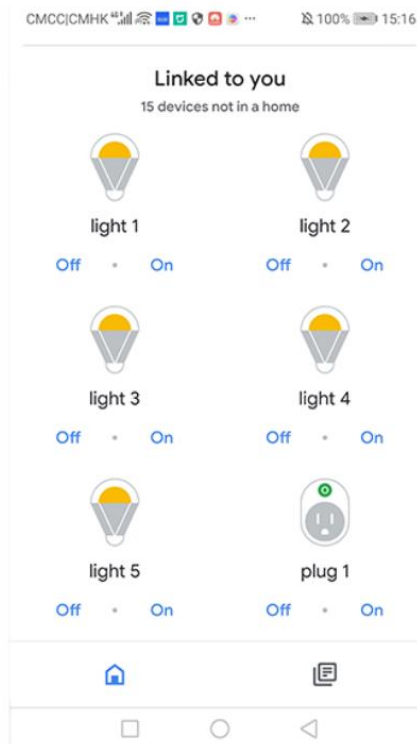 CMCC|CMHK 100% 15:16
Linked to you
15 devices not in a home
light 1 light 2
Off • On Off • On
light 3 light 4
Off • On Off • On
light 5 plug 1
Off • On Off • On